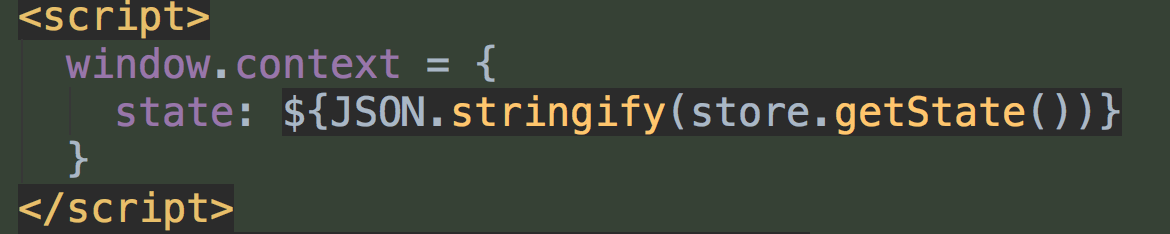 <script>
window.context = {
state: ${JSON.stringify(store.getState())}
}
</script>